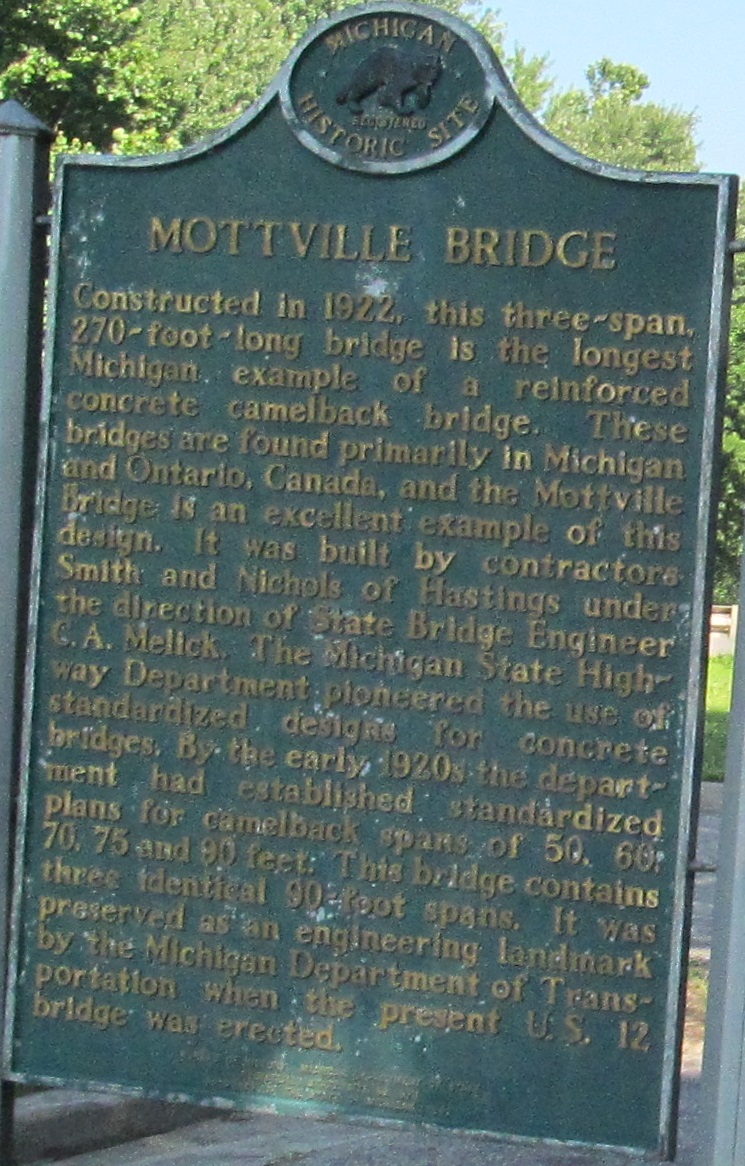 MICHIGAN
REGISTERED
HISTORIC SITE
MOTTVILLE BRIDGE
Constructed in 1922, this three-span,
270-foot-long bridge is the longest
Michigan example of a reinforced
concrete camelback bridge. These
bridges are found primarily in Michigan
and Ontario, Canada, and the Mottville
Bridge is an excellent example of this
design. It was built by contractors
Smith and Nichols of Hastings under
the direction of State Bridge Engineer
C. A. Melick. The Michigan State High-
way Department pioneered the use of
standardized designs for concrete
bridges. By the early 1920s the depart-
ment had established standardized
plans for camelback spans of 50, 60,
70, 75 and 90 feet. This bridge contains
three identical 90-foot spans. It was
preserved as an engineering landmark
by the Michigan Department of Trans-
portation when the present U.S. 12
bridge was erected.